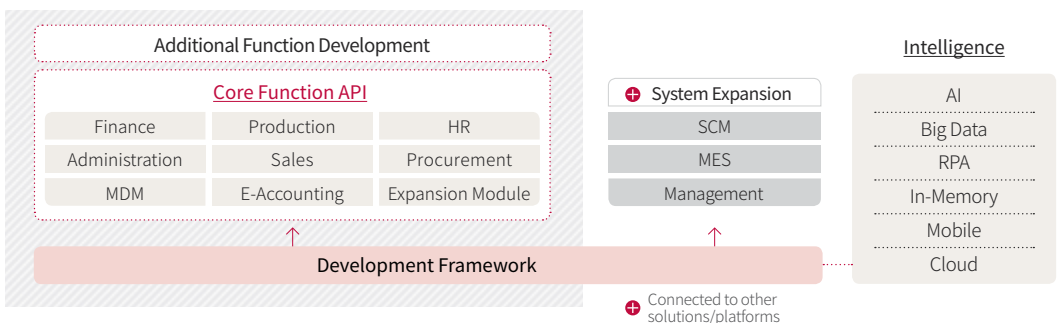 Additional Function Development
Core Function API
Finance
Production
HR
Administration
Sales
Procurement
MDM
E-Accounting
Expansion Module
System Expansion
SCM
MES
Management
Intelligence
AI
Big Data
RPA
In-Memory
Mobile
Cloud
Development Framework
Connected to other
solutions/platforms